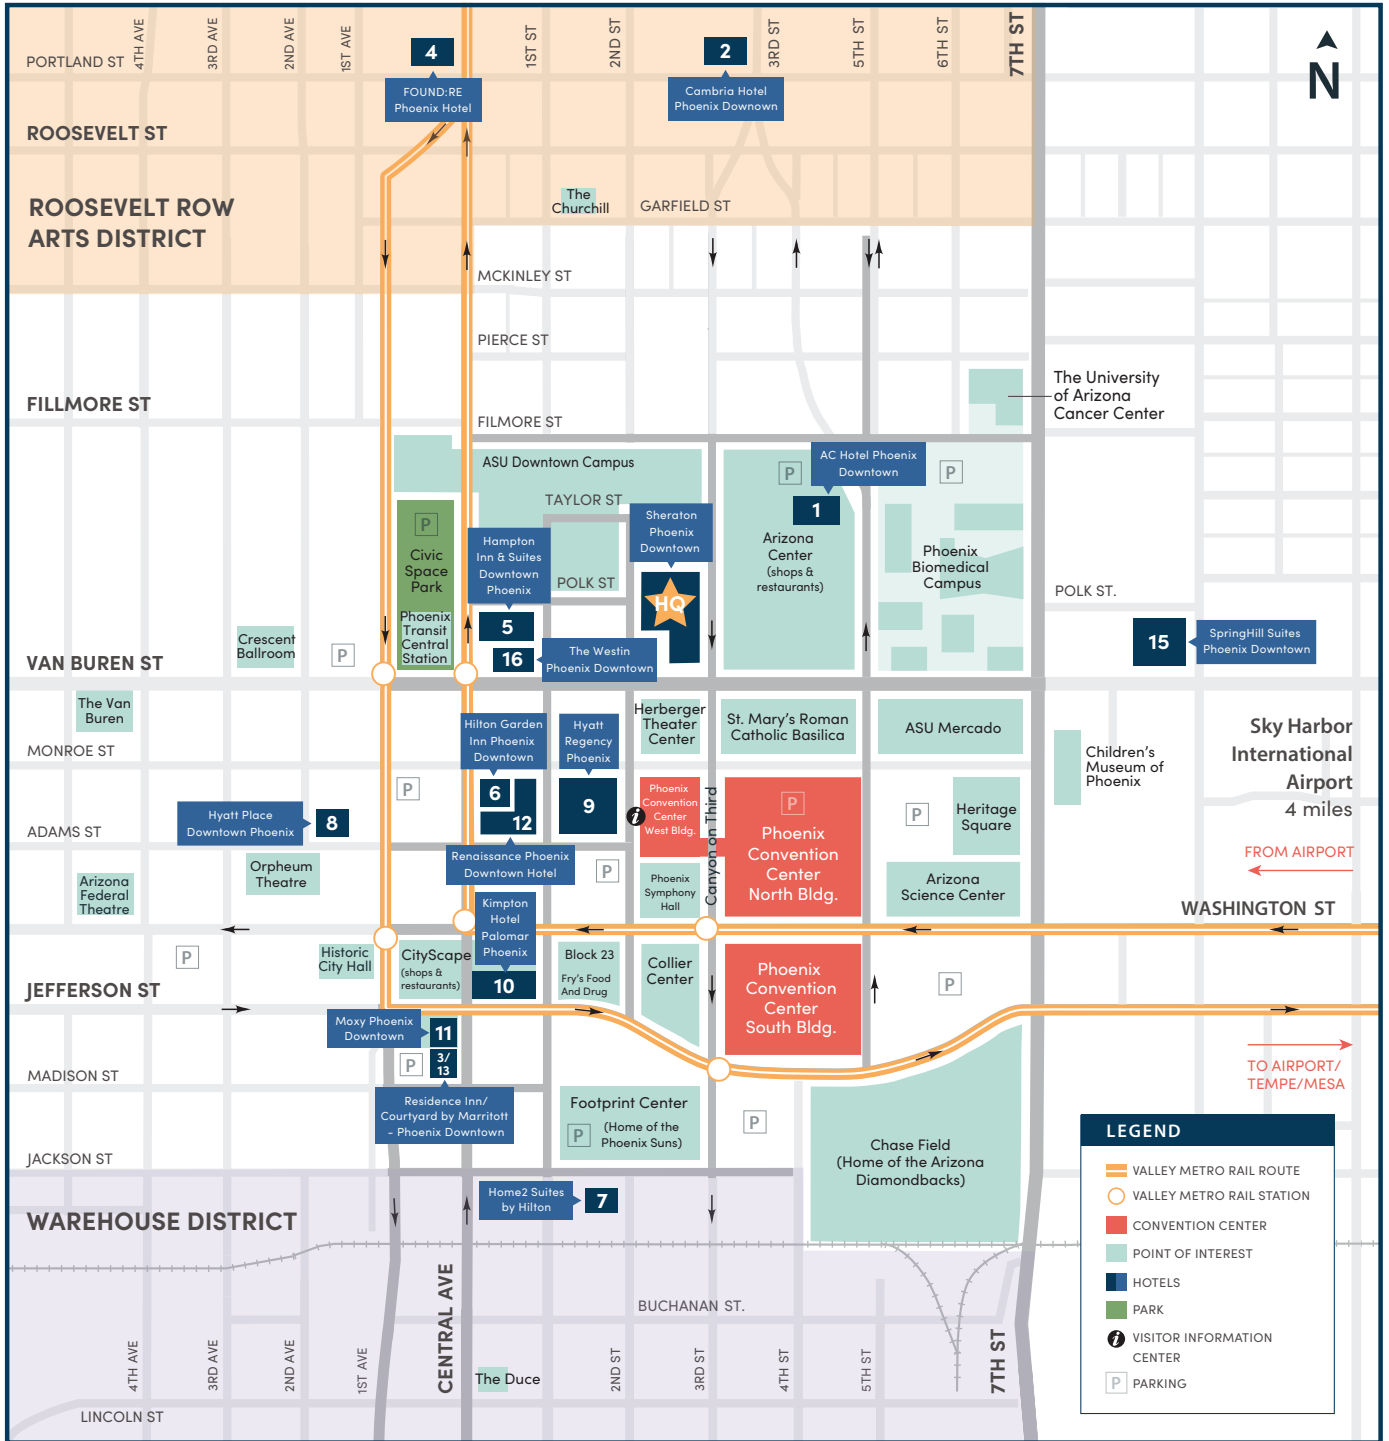 4TH AVE
3RD AVE
2ND AVE
1ST AVE
1ST ST
2ND ST
3RD ST
5TH ST
6TH ST
7TH ST
N
PORTLAND ST
4
FOUND:RE
Phoenix Hotel
2
Cambria Hotel
Phoenix Downown
ROOSEVELT ST
ROOSEVELT ROW
ARTS DISTRICT
The
Churchill
GARFIELD ST
MCKINLEY ST
PIERCE ST
The University
of Arizona
Cancer Center
FILLMORE ST
FILMORE ST
ASU Downtown Campus
P
AC Hotel Phoenix
Downtown
1
P
TAYLOR ST
P
Civic
Space
Park
Hampton
Inn & Suites
Downtown
Phoenix
Sheraton
Phoenix
Downtown
HQ
Arizona
Center
(shops &
restaurants)
Phoenix
Biomedical
Campus
POLK ST
POLK ST.
Phoenix
Transit
Central
Station
5
16
The Westin
Phoenix Downtown
15
SpringHill Suites
Phoenix Downtown
Crescent
Ballroom
P
VAN BUREN ST
The Van
Buren
Hilton Garden
Inn Phoenix
Downtown
Hyatt
Regency
Phoenix
Herberger
Theater
Center
St. Mary's Roman
Catholic Basilica
ASU Mercado
Sky Harbor
International
Airport
4 miles
MONROE ST
Children's
Museum of
Phoenix
P
6
12
9
i
Phoenix
Convention
Center
West Bldg.
Canyon on Third
P
Phoenix
Convention
Center
North Bldg.
P
Heritage
Square
Hyatt Place
Downtown Phoenix
8
ADAMS ST
Renaissance Phoenix
Downtown Hotel
P
FROM AIRPORT
Orpheum
Theatre
Arizona
Federal
Theatre
Phoenix
Symphony
Hall
Arizona
Science Center
WASHINGTON ST
Kimpton
Hotel
Palomar
Phoenix
10
P
Historic
City Hall
CityScape
(shops &
restaurants)
Block 23
Fry's Food
And Drug
Collier
Center
Phoenix
Convention
Center
South Bldg.
P
JEFFERSON ST
Moxy Phoenix
Downtown
11
P
3/
13
TO AIRPORT/
TEMPE/MESA
MADISON ST
Residence Inn/
Courtyard by Marritott
- Phoenix Downtown
Footprint Center
P
(Home of the
Phoenix Suns)
P
Chase Field
(Home of the Arizona
Diamondbacks)
JACKSON ST
WAREHOUSE DISTRICT
Home2 Suites
by Hilton
7
BUCHANAN ST.
4TH AVE
3RD AVE
2ND AVE
1ST AVE
CENTRAL AVE
The Duce
2ND ST
3RD ST
4TH ST
5TH ST
7TH ST
LINCOLN ST
LEGEND
VALLEY METRO RAIL ROUTE
VALLEY METRO RAIL STATION
CONVENTION CENTER
POINT OF INTEREST
HOTELS
PARK
i
VISITOR INFORMATION
CENTER
P
PARKING